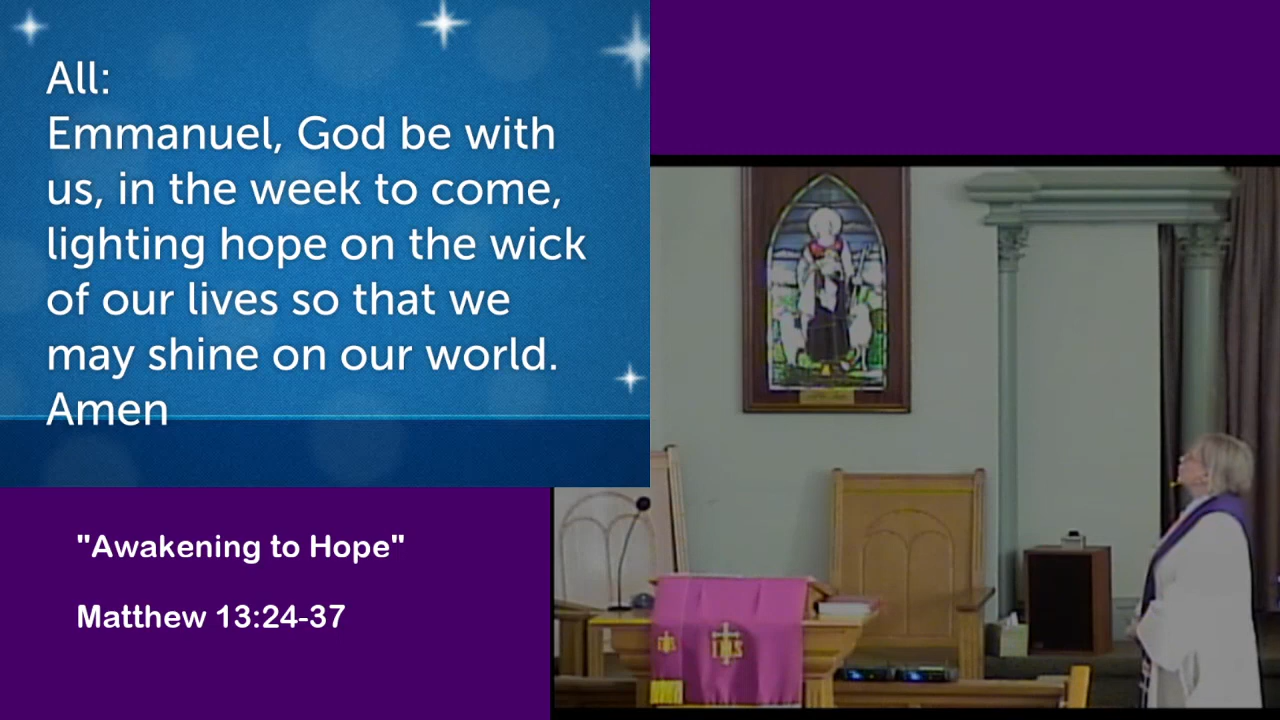 All:
Emmanuel, God be with
us, in the week to come,
lighting hope on the wick
of our lives so that we
may shine on our world.
Amen
"Awakening to Hope"
Matthew 13:24-37
IHS